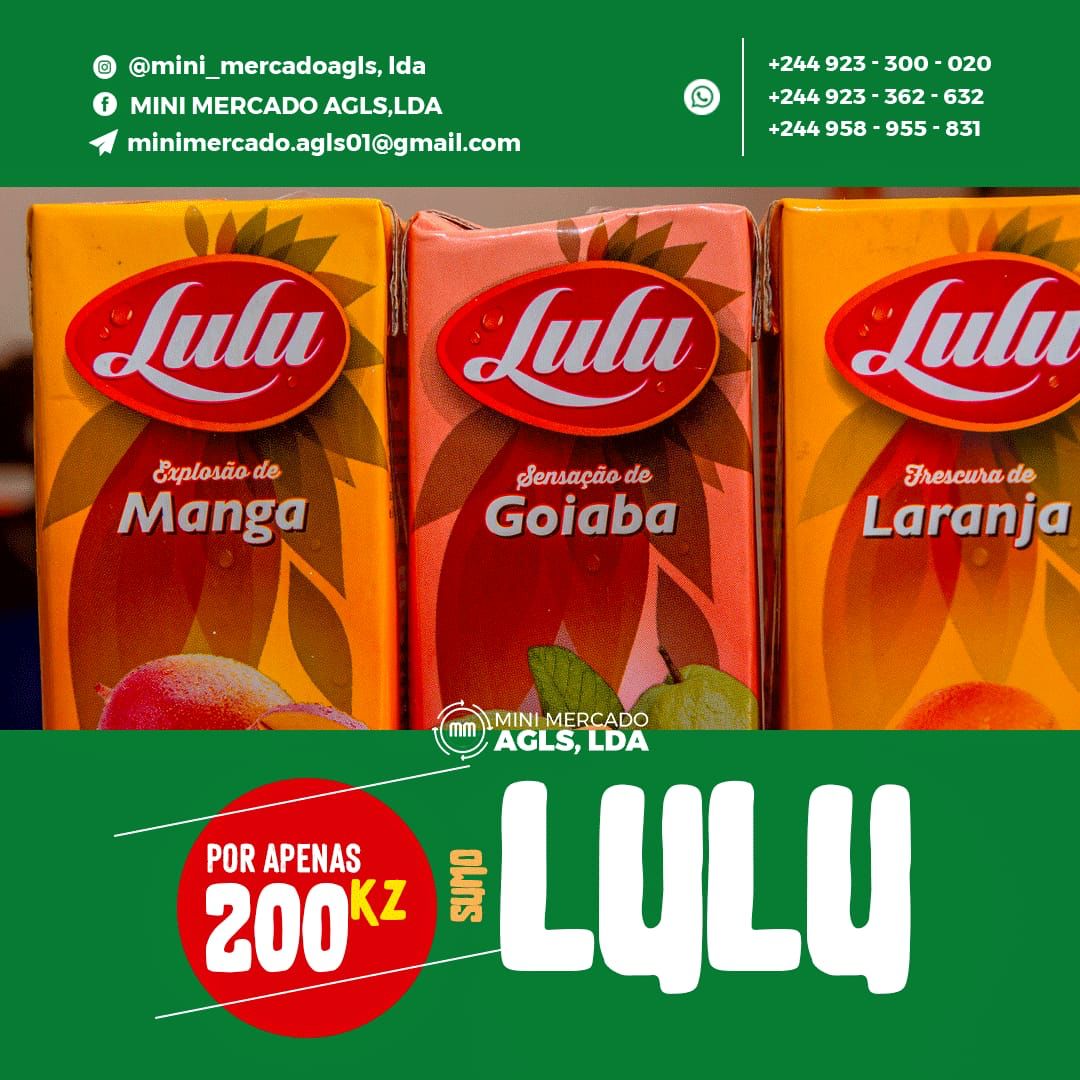 @mini_mercadoagls, lda
MINI MERCADO AGLS,LDA
minimercado.agls01@gmail.com
+244 923 - 300 - 020
+244 923 - 362 - 632
+244 958 - 955 - 831
Lulu
Explosão de
Manga
Lulu
Sensação de
Goiaba
Lulu
Frescura de
Laranja
mm
MINI MERCADO
AGLS, LDA
POR APENAS
200KZ
SUMO
LULU